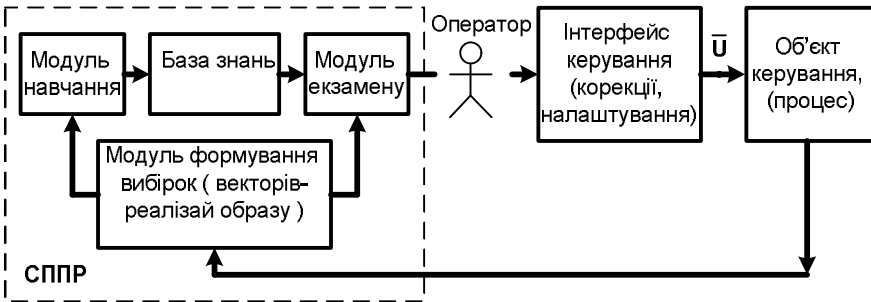 Модуль
навчання
База знань
Модуль
екзамену
Оператор
Інтерфейс
керування
(корекції,
налаштування)
U
Об’єкт
керування,
(процес)
Модуль формування
вибірок ( векторів-
реалізай образу )
СППР